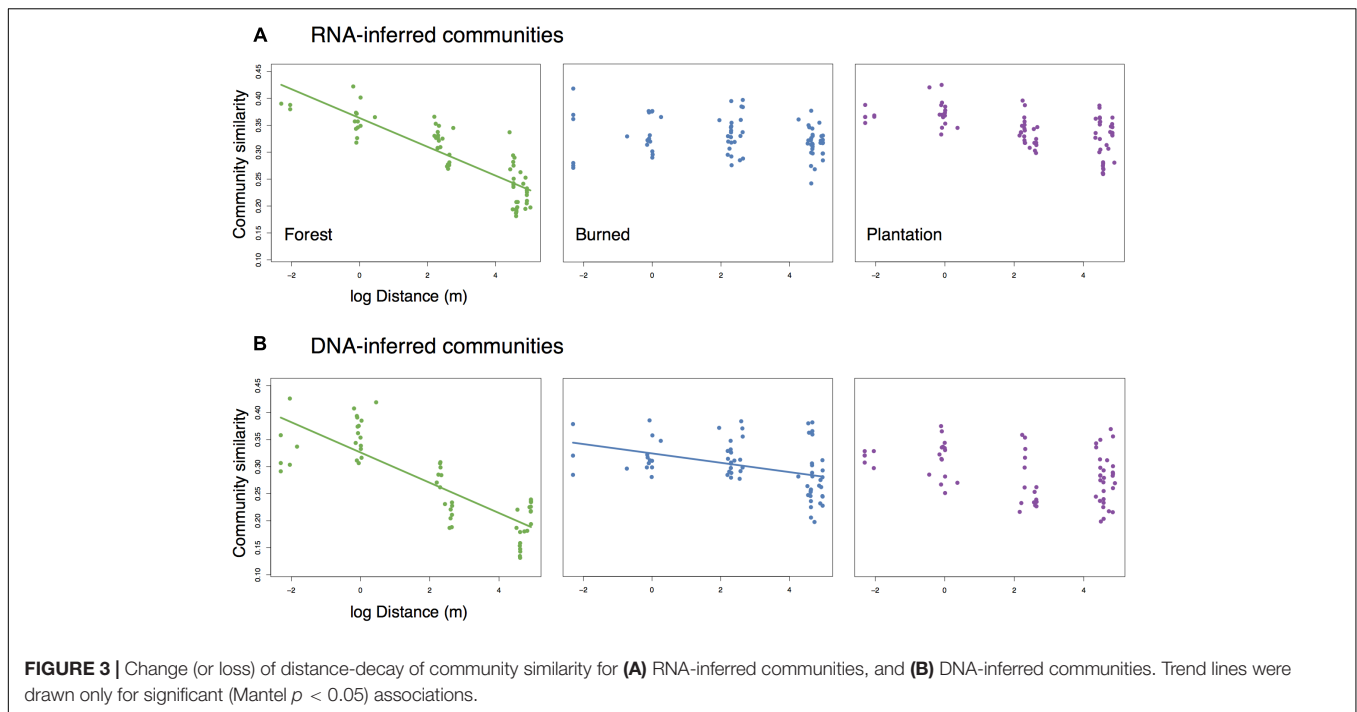 A RNA-inferred communities
Community similarity
0.45
0.40
0.35
0.30
0.25
0.20
0.15
0.10
Forest
Burned
Plantation
−2 0 2 4
−2 0 2 4
−2 0 2 4
log Distance (m)
B DNA-inferred communities
Community similarity
0.45
0.40
0.35
0.30
0.25
0.20
0.15
0.10
−2 0 2 4
−2 0 2 4
−2 0 2 4
log Distance (m)
FIGURE 3 | Change (or loss) of distance-decay of community similarity for (A) RNA-inferred communities, and (B) DNA-inferred communities. Trend lines were
drawn only for significant (Mantel p < 0.05) associations.